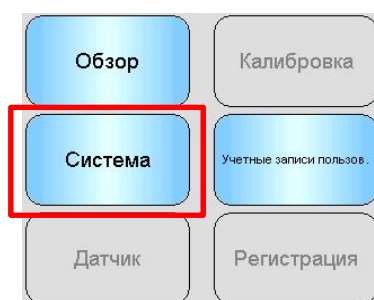 Обзор
Калибровка
Система
Учетные записи пользов.
Датчик
Регистрация